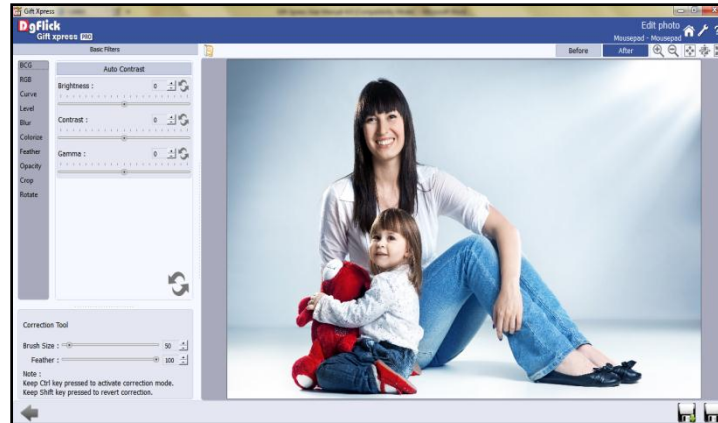 Gift Xpress
DgFlick
Gift xpress PRO
Edit photo
Mousepad - Mousepad
Basic Filters
Before
After
BCG
RGB
Curve
Level
Blur
Colorize
Feather
Opacity
Crop
Rotate
Auto Contrast
Brightness :
0
Contrast :
0
Gamma :
0
Correction Tool
Brush Size :
50
Feather :
100
Note :
Keep Ctrl key pressed to activate correction mode.
Keep Shift key pressed to revert correction.